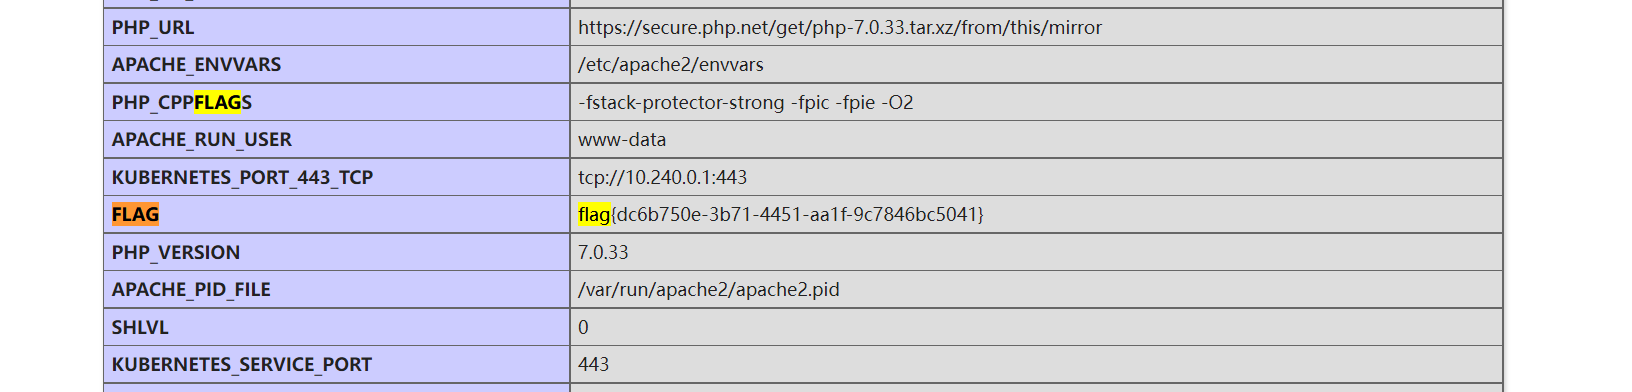 PHP_URL https://secure.php.net/get/php-7.0.33.tar.xz/from/this/mirror
APACHE_ENVVARS /etc/apache2/envvars
PHP_CPPFLAGS -fstack-protector-strong -fpic -fpie -O2
APACHE_RUN_USER www-data
KUBERNETES_PORT_443_TCP tcp://10.240.0.1:443
FLAG flag{dc6b750e-3b71-4451-aa1f-9c7846bc5041}
PHP_VERSION 7.0.33
APACHE_PID_FILE /var/run/apache2/apache2.pid
SHLVL 0
KUBERNETES_SERVICE_PORT 443